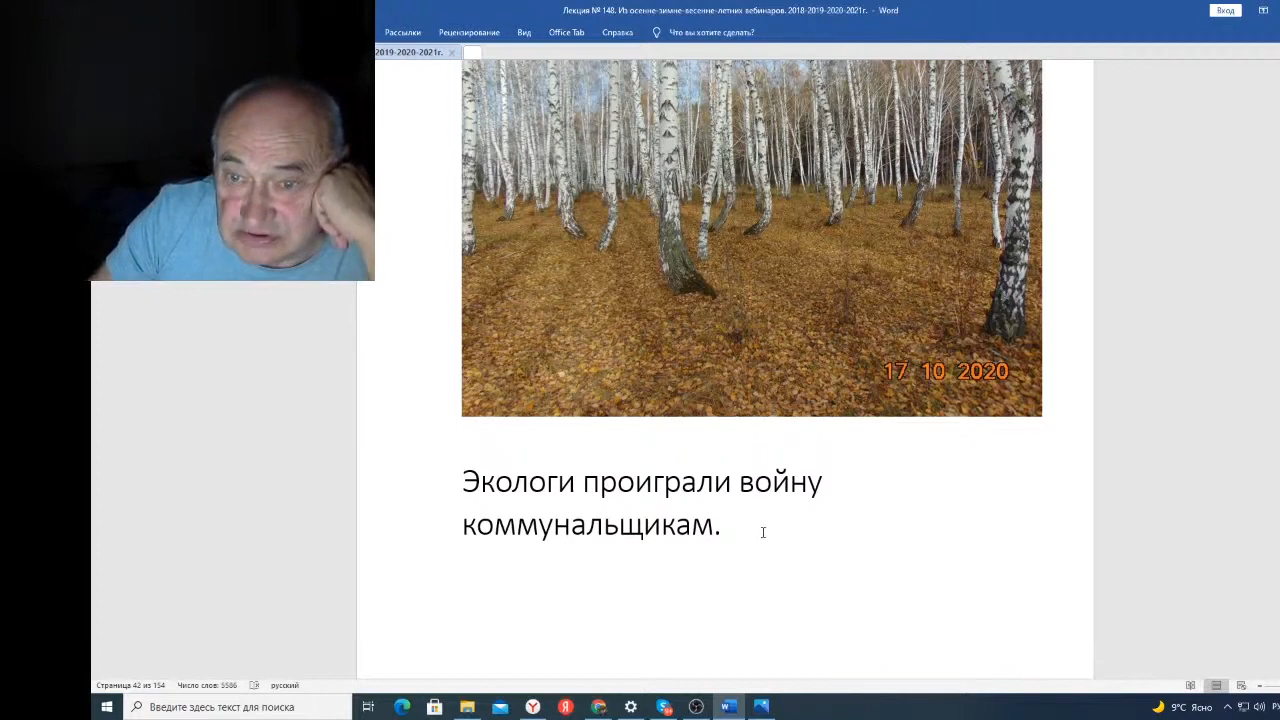 Лекция № 148. Из осенне-зимне-весенне-летних вебинаров. 2018-2019-2020-2021г. - Word
Вход
Рассылки Рецензирование Вид Office Tab Справка Что вы хотите сделать?
2019-2020-2021г.
17 10 2020
Экологи проиграли войну
коммунальщикам.
Страница 42 из 154 Число слов: 5586 русский
Введите здесь текст для поиска
9°C Ясно